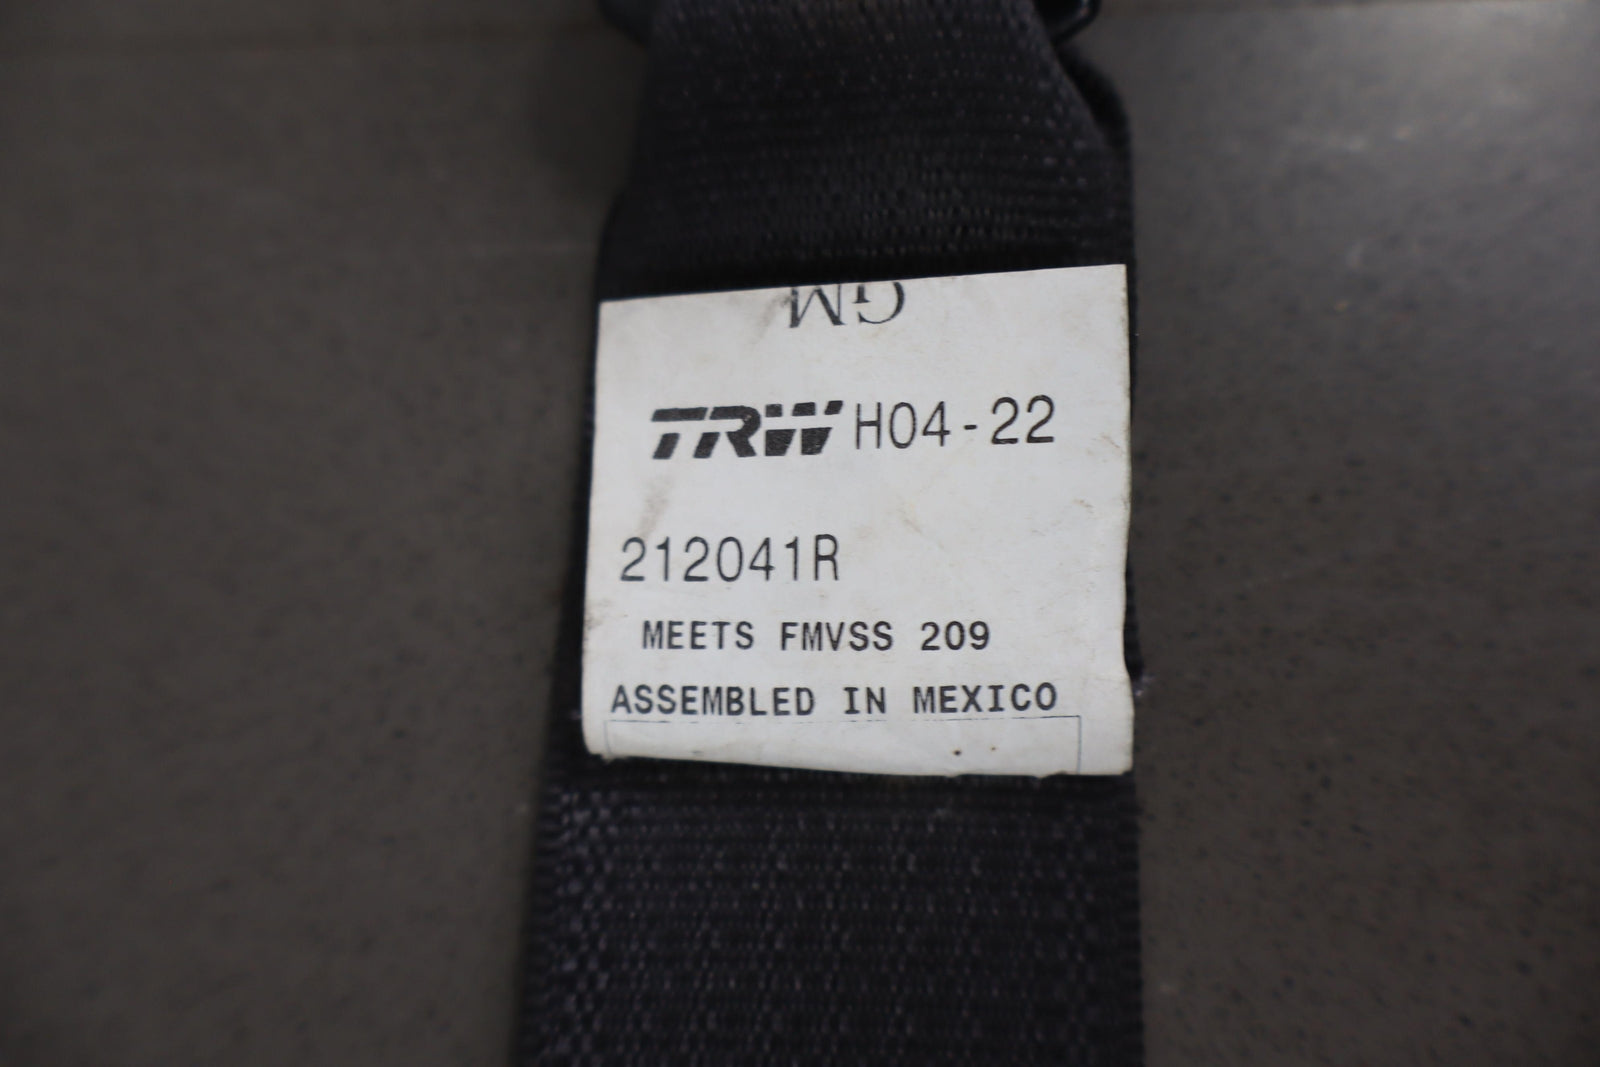 GM
TRW H04-22
212041R
MEETS FMVSS 209
ASSEMBLED IN MEXICO